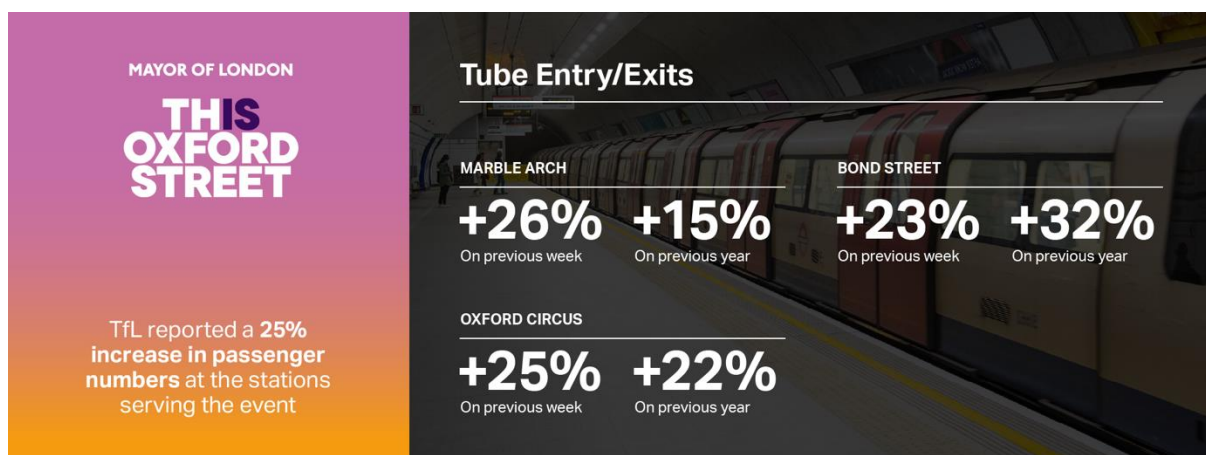 MAYOR OF LONDON
THIS
OXFORD
STREET
TfL reported a 25%
increase in passenger
numbers at the stations
serving the event
Tube Entry/Exits
MARBLE ARCH
+26% +15%
On previous week On previous year
BOND STREET
+23% +32%
On previous week On previous year
OXFORD CIRCUS
+25% +22%
On previous week On previous year